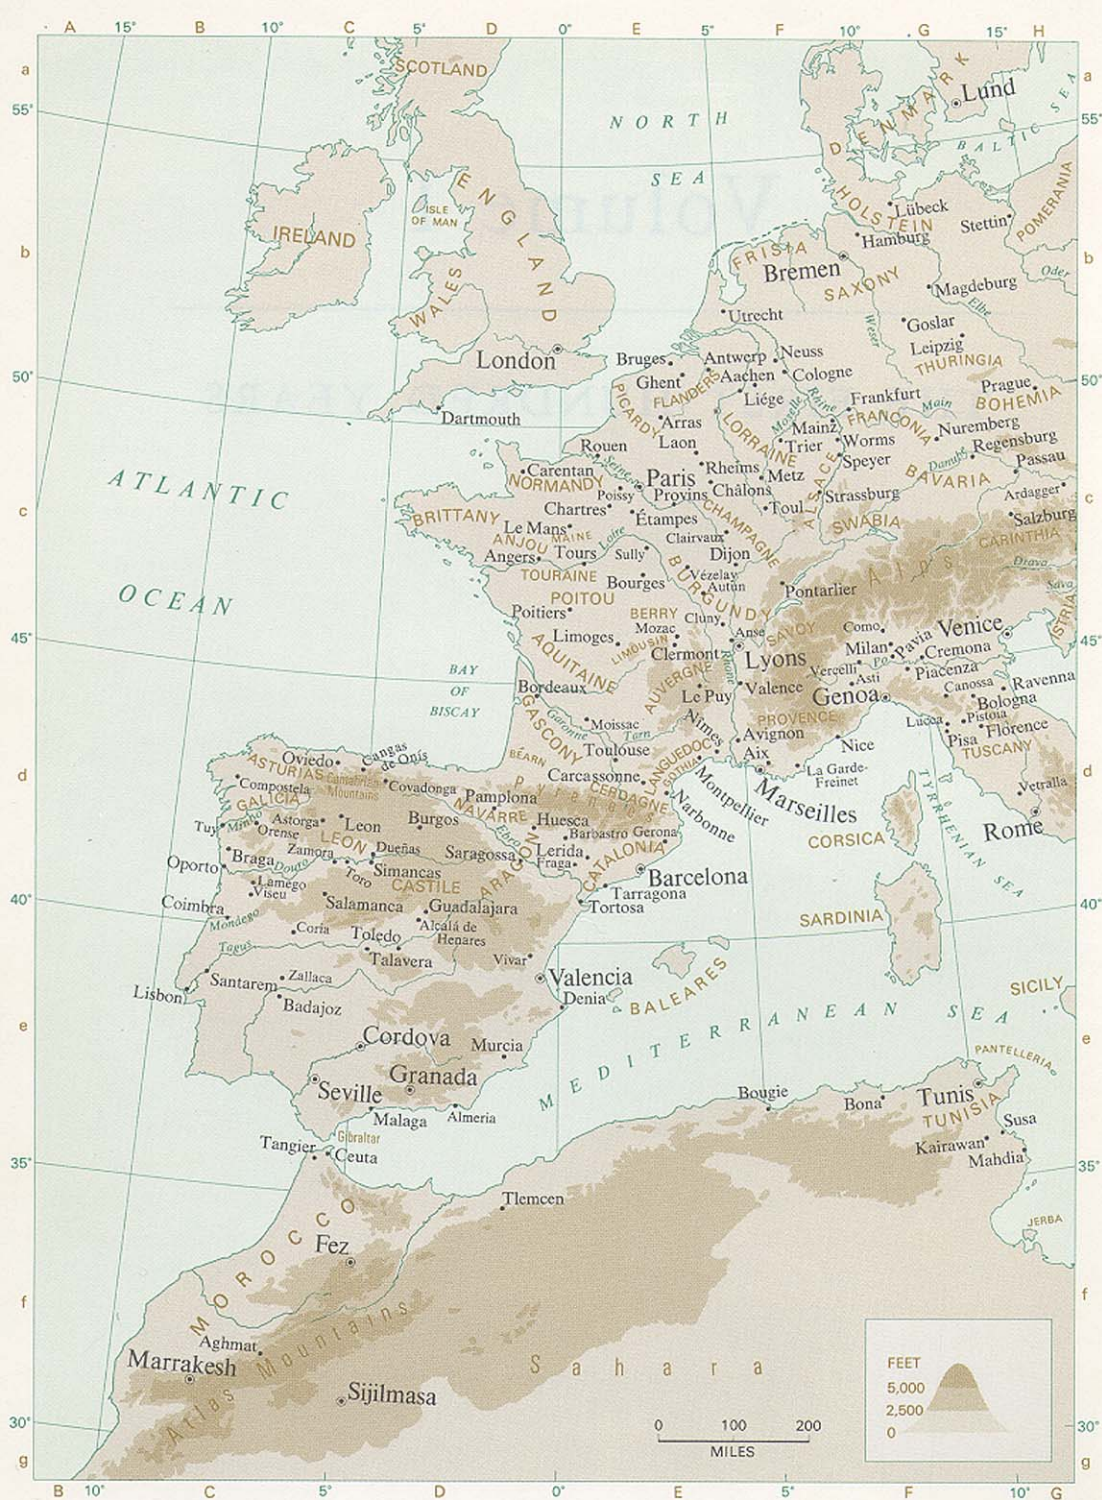 A 15° B 10° C 5° D 0° E 5° F 10° G 15° H
a
a
SCOTLAND
NORTH
SEA
DENMARK
Lund
BALTIC SEA
55°
55°
IRELAND
ISLE
OF MAN
ENGLAND
WALES
HOLSTEIN
Lübeck
Stettin
POMERANIA
Hamburg
FRISIA
Bremen
SAXONY
b
b
Oder
Magdeburg
Elbe
Utrecht
Weser
Goslar
Leipzig
THURINGIA
London
Bruges
Antwerp
Neuss
Ghent
FLANDERS
Aachen
Cologne
50°
50°
Liége
Prague
BOHEMIA
PICARDY
Moselle
Rhine
Frankfurt
FRANCONIA
Main
Dartmouth
Arras
LORRAINE
Mainz
Nuremberg
Laon
Trier
Worms
Regensburg
Rouen
Seine
Rheims
Metz
Speyer
Danube
Passau
Carentan
NORMANDY
Paris
Poissy
Provins
Châlons
ALSACE
BAVARIA
Ardagger
Strassburg
ATLANTIC
OCEAN
c
c
BRITTANY
Chartres
Étampes
CHAMPAGNE
Toul
SWABIA
Salzburg
CARINTHIA
Le Mans
MAINE
Loire
Clairvaux
ANJOU
Angers
Tours
Sully
Dijon
Alps
Drava
TOURAINE
Bourges
Vézelay
Autun
BURGUNDY
Pontarlier
Sava
POITOU
Poitiers
BERRY
Cluny
ISTRIA
Mozac
Anse
SAVOY
Como
Venice
45°
45°
Limoges
LIMOUSIN
Clermont
Lyons
Milan
Po
Pavia
Cremona
AQUITAINE
AUVERGNE
Rhône
Vercelli
Piacenza
Asti
BAY
OF
BISCAY
Bordeaux
Le Puy
Valence
Genoa
Canossa
Ravenna
Bologna
GASCONY
Garonne
Moissac
Tarn
Nîmes
PROVENCE
Lucca
Pistoia
Avignon
Pisa
Florence
BÉARN
Toulouse
LANGUEDOC
GOTHIA
Aix
Nice
TUSCANY
La Garde-
Freinet
d
d
Oviedo
Cangas
de Onís
ASTURIAS
Cantabrian
Mountains
Covadonga
Pyrenees
Carcassonne
CERDAGNE
Montpellier
Marseilles
Narbonne
Vetralla
Compostela
GALICIA
NAVARRE
Pamplona
Rome
TYRRHENIAN SEA
CORSICA
Tuy
Minho
Orense
Astorga
Leon
LEON
Burgos
Ebro
Huesca
Barbastro
Gerona
Braga
Douro
Zamora
Dueñas
Saragossa
Lerida
Fraga
CATALONIA
Oporto
Toro
Simancas
ARAGON
Barcelona
Lamego
Viseu
CASTILE
Tarragona
Tortosa
40°
40°
Coimbra
Mondego
Salamanca
Guadalajara
SARDINIA
Alcalá de
Henares
Coria
Toledo
Tagus
Talavera
Vivar
Santarem
Zallaca
Valencia
BALEARES
Lisbon
Badajoz
Denia
SICILY
MEDITERRANEAN SEA
e
e
Cordova
Murcia
PANTELLERIA
Granada
Seville
Bougie
Bona
Tunis
TUNISIA
Malaga
Almeria
Susa
Gibraltar
Kairawan
Mahdia
Tangier
Ceuta
35°
35°
Tlemcen
JERBA
MOROCCO
Fez
f
f
Aghmat
Marrakesh
Atlas Mountains
Sahara
Sijilmasa
FEET
5,000
2,500
0
30°
30°
0 100 200
MILES
g
g
B 10° C 5° D 0° E 5° F 10° G